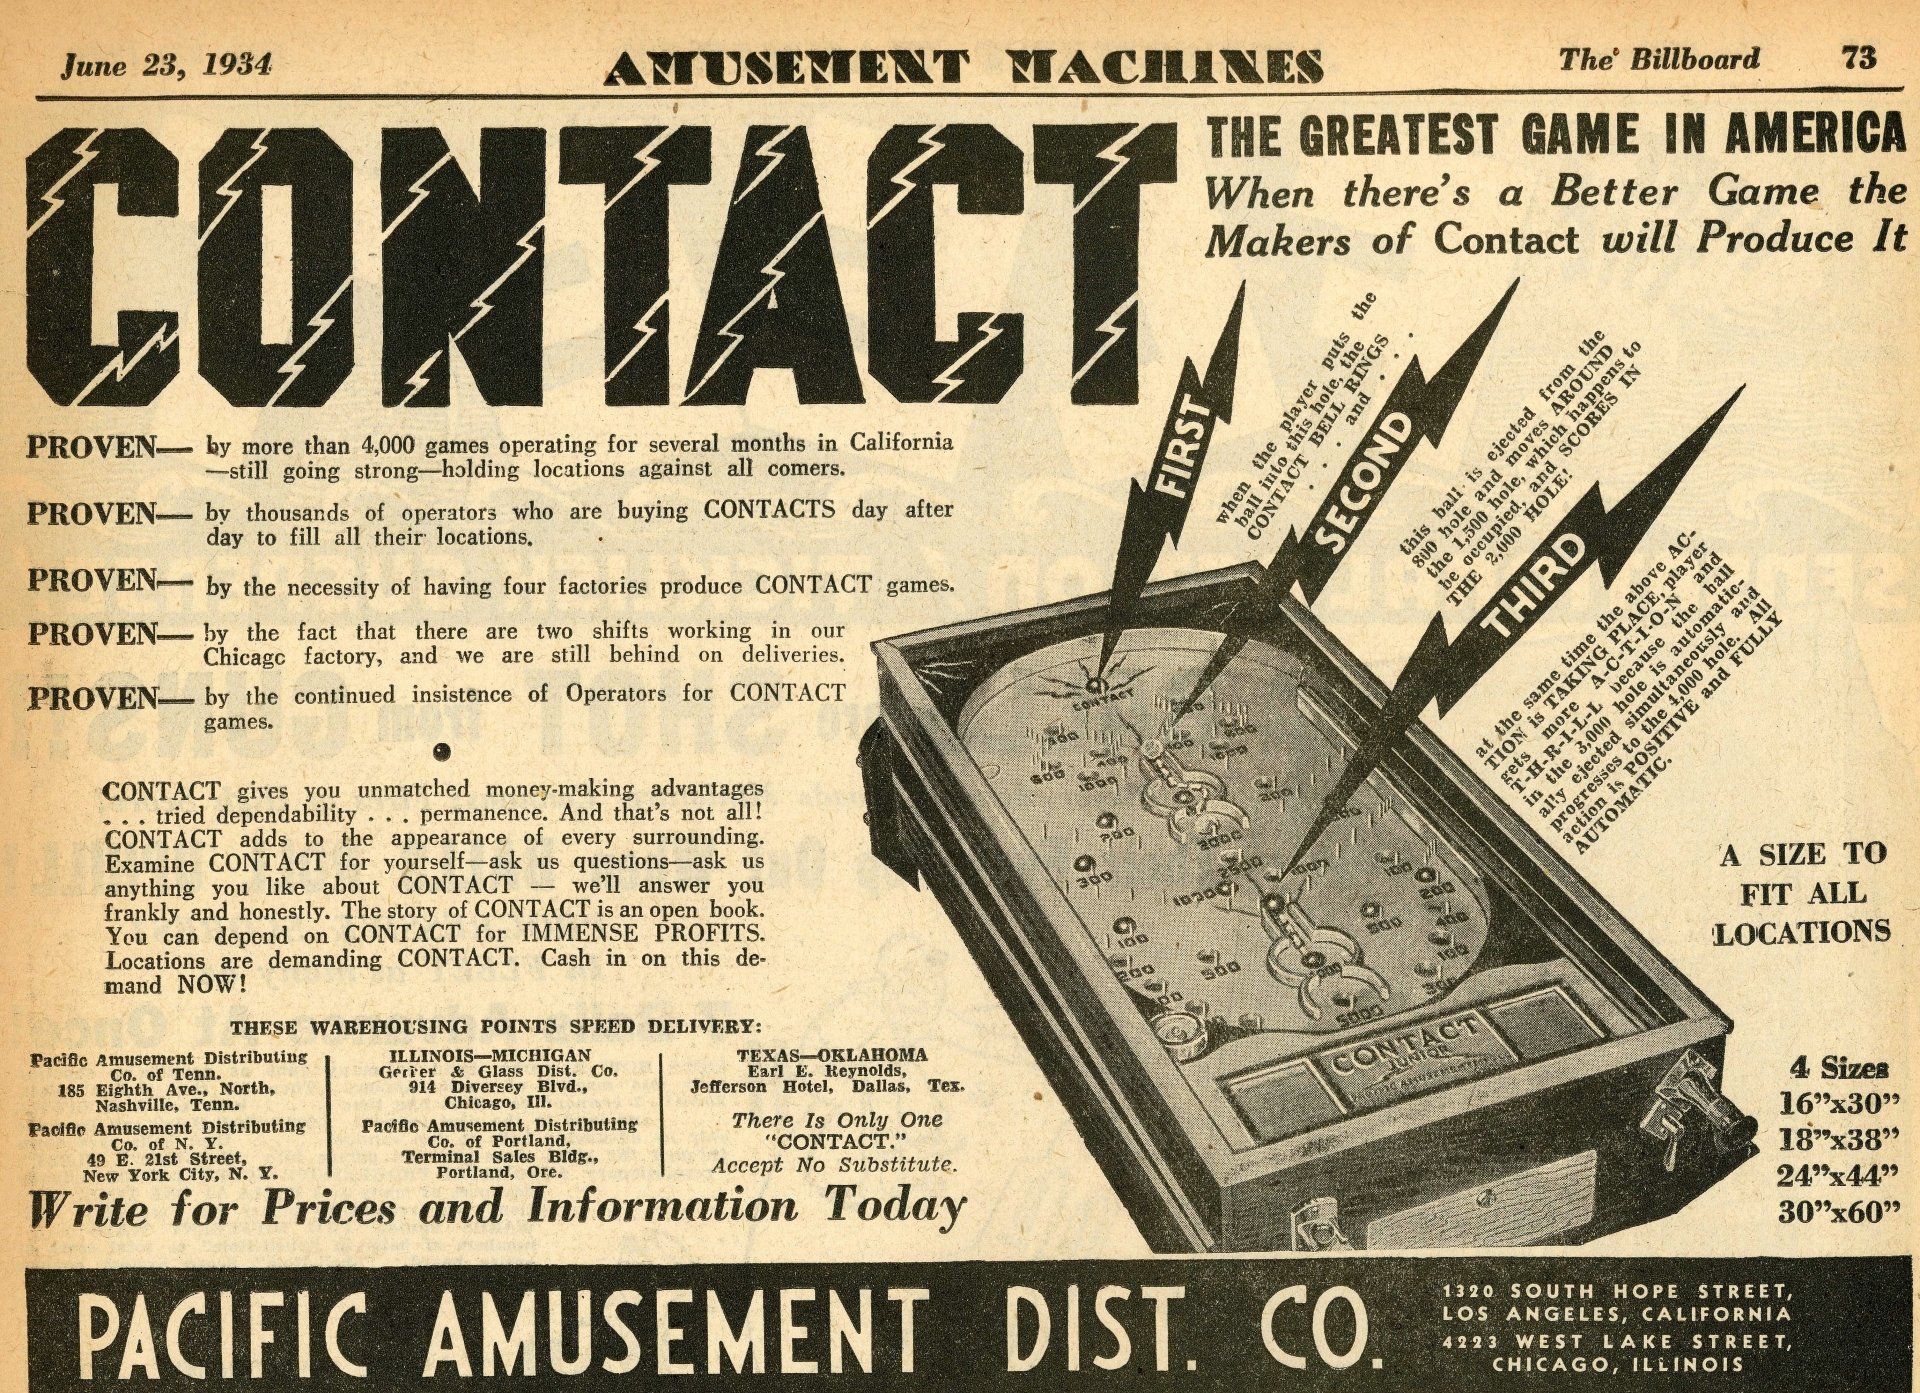 June 23, 1934
AMUSEMENT MACHINES
The Billboard
73
CONTACT
THE GREATEST GAME IN AMERICA
When there's a Better Game the
Makers of Contact will Produce It
PROVEN— by more than 4,000 games operating for several months in California
—still going strong—holding locations against all comers.
PROVEN— by thousands of operators who are buying CONTACTS day after
day to fill all their locations.
PROVEN— by the necessity of having four factories produce CONTACT games.
PROVEN— by the fact that there are two shifts working in our
Chicago factory, and we are still behind on deliveries.
PROVEN— by the continued insistence of Operators for CONTACT
games.
CONTACT gives you unmatched money-making advantages
. . . tried dependability . . . permanence. And that's not all!
CONTACT adds to the appearance of every surrounding.
Examine CONTACT for yourself—ask us questions—ask us
anything you like about CONTACT — we'll answer you
frankly and honestly. The story of CONTACT is an open book.
You can depend on CONTACT for IMMENSE PROFITS.
Locations are demanding CONTACT. Cash in on this de-
mand NOW!
FIRST
when the player puts the
ball into this hole, the
CONTACT BELL RINGS
. . . . and . . . .
SECOND
this ball is ejected from the
800 hole and moves AROUND
the 1,500 hole, which happens to
be occupied, and SCORES IN
THE 2,000 HOLE!
THIRD
at the same time the above AC-
TION is TAKING PLACE, player
gets more A-C-T-I-O-N and
T-H-R-I-L-L because the ball
in the 3,000 hole is automatic-
ally ejected simultaneously and
progresses to the 4,000 hole. All
action is POSITIVE and FULLY
AUTOMATIC.
A SIZE TO
FIT ALL
LOCATIONS
4 Sizes
16"x30"
18"x38"
24"x44"
30"x60"
CONTACT
CONTACT
JUNIOR
THESE WAREHOUSING POINTS SPEED DELIVERY:
Pacific Amusement Distributing
Co. of Tenn.
185 Eighth Ave., North,
Nashville, Tenn.
Pacific Amusement Distributing
Co. of N. Y.
49 E. 21st Street,
New York City, N. Y.
ILLINOIS—MICHIGAN
& Glass Dist. Co.
914 Diversey Blvd.,
Chicago, Ill.
Pacific Amusement Distributing
Co. of Portland,
Terminal Sales Bldg.,
Portland, Ore.
TEXAS—OKLAHOMA
Earl E. Reynolds,
Jefferson Hotel, Dallas, Tex.
There Is Only One
"CONTACT."
Accept No Substitute.
Write for Prices and Information Today
PACIFIC AMUSEMENT DIST. CO.
1320 SOUTH HOPE STREET,
LOS ANGELES, CALIFORNIA
4223 WEST LAKE STREET,
CHICAGO, ILLINOIS